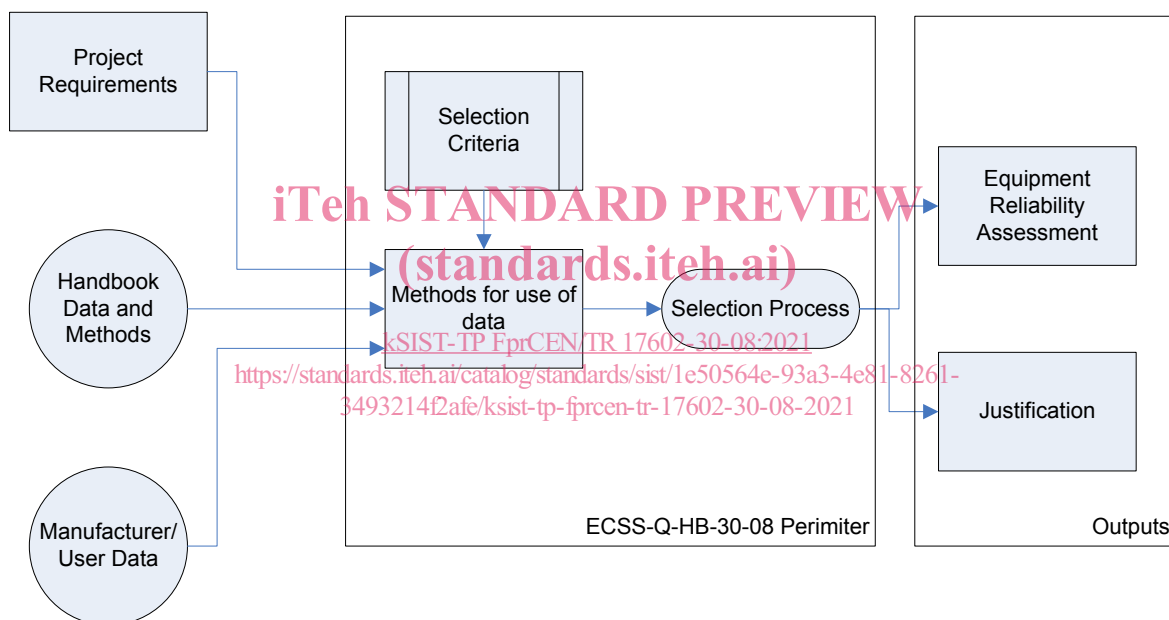 Project
Requirements
Selection
Criteria
iTeh STANDARD PREVIEW
(standards.iteh.ai)
Equipment
Reliability
Assessment
Handbook
Data and
Methods
Methods for use of
data
Selection Process
kSIST-TP FprCEN/TR 17602-30-08:2021
https://standards.iteh.ai/catalog/standards/sist/1e50564e-93a3-4e81-8261-
3493214f2afe/ksist-tp-fprcen-tr-17602-30-08-2021
Justification
Manufacturer/
User Data
ECSS-Q-HB-30-08 Perimiter
Outputs